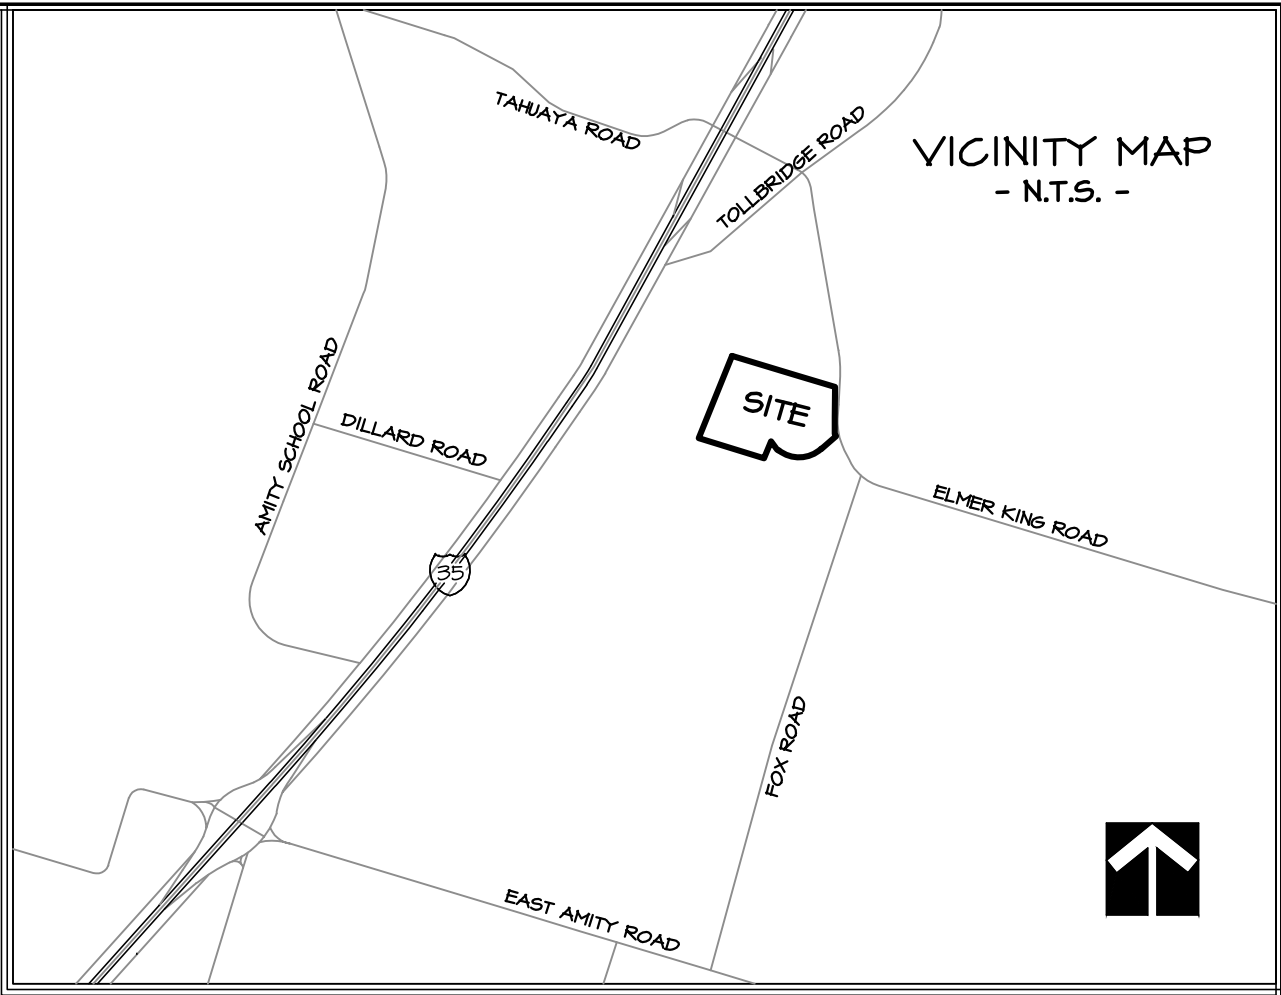 TAHUAYA ROAD
TOLLBRIDGE ROAD
VICINITY MAP
- N.T.S. -
AMITY SCHOOL ROAD
DILLARD ROAD
SITE
ELMER KING ROAD
35
FOX ROAD
EAST AMITY ROAD